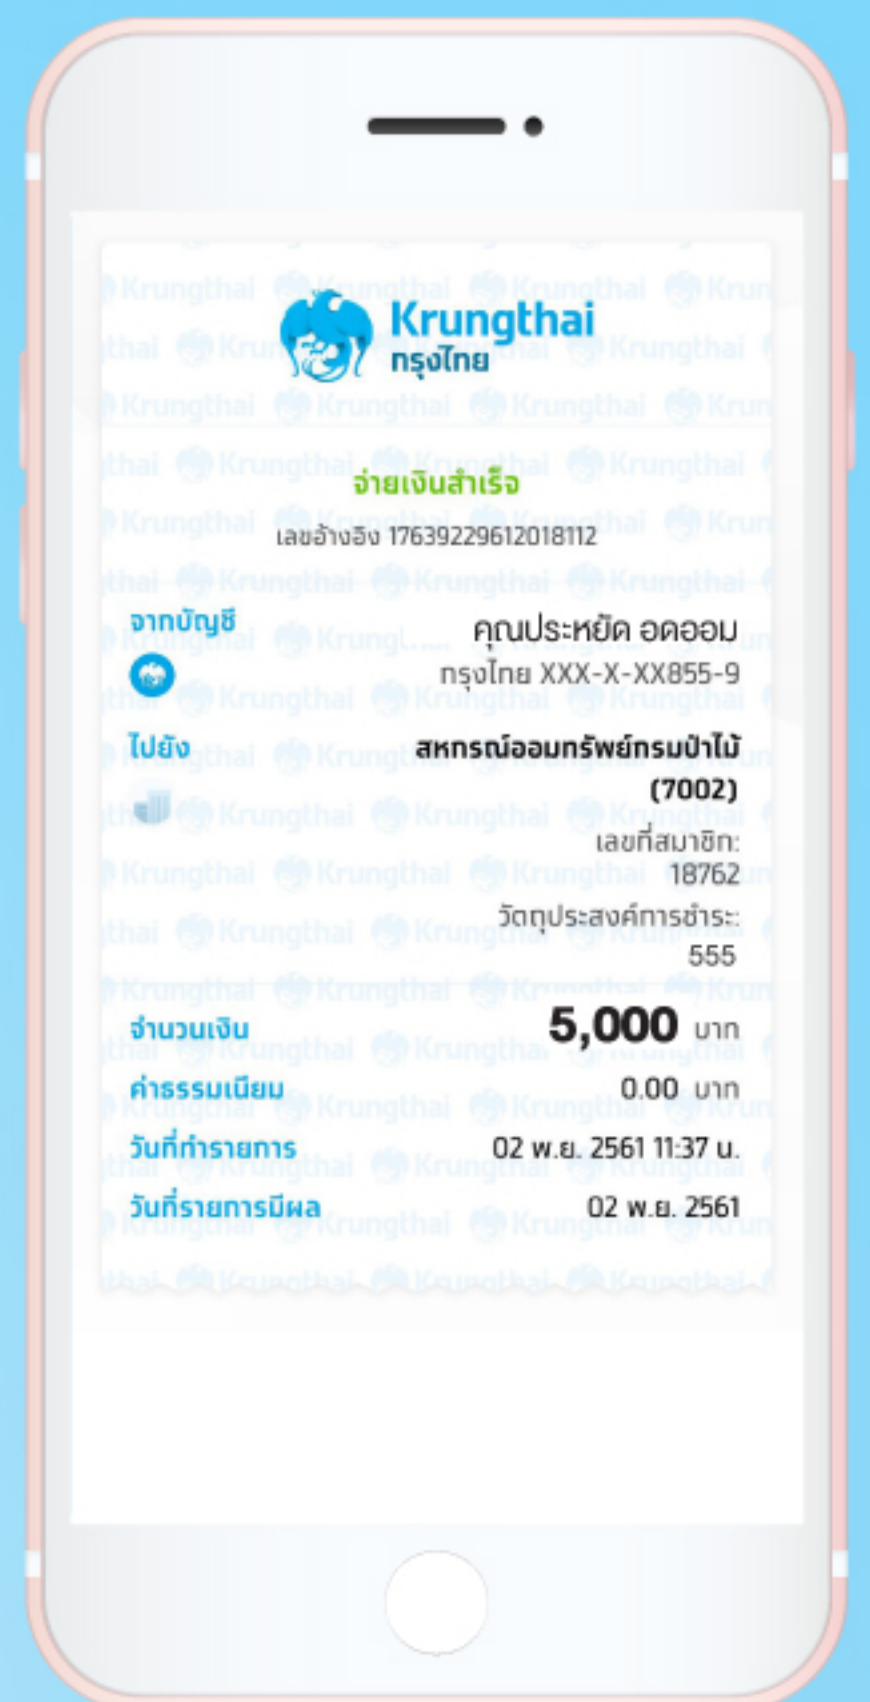 Krungthai
กรุงไทย
จ่ายเงินสำเร็จ
เลขอ้างอิง 17639229612018112
จากบัญชี
คุณประหยัด อดออม
กรุงไทย XXX-X-XX855-9
ไปยัง
สหกรณ์ออมทรัพย์กรมป่าไม้
(7002)
เลขที่สมาชิก:
18762
วัตถุประสงค์การชำระ:
555
จำนวนเงิน 5,000 บาท
ค่าธรรมเนียม 0.00 บาท
วันที่ทำรายการ 02 พ.ย. 2561 11:37 น.
วันที่รายการมีผล 02 พ.ย. 2561